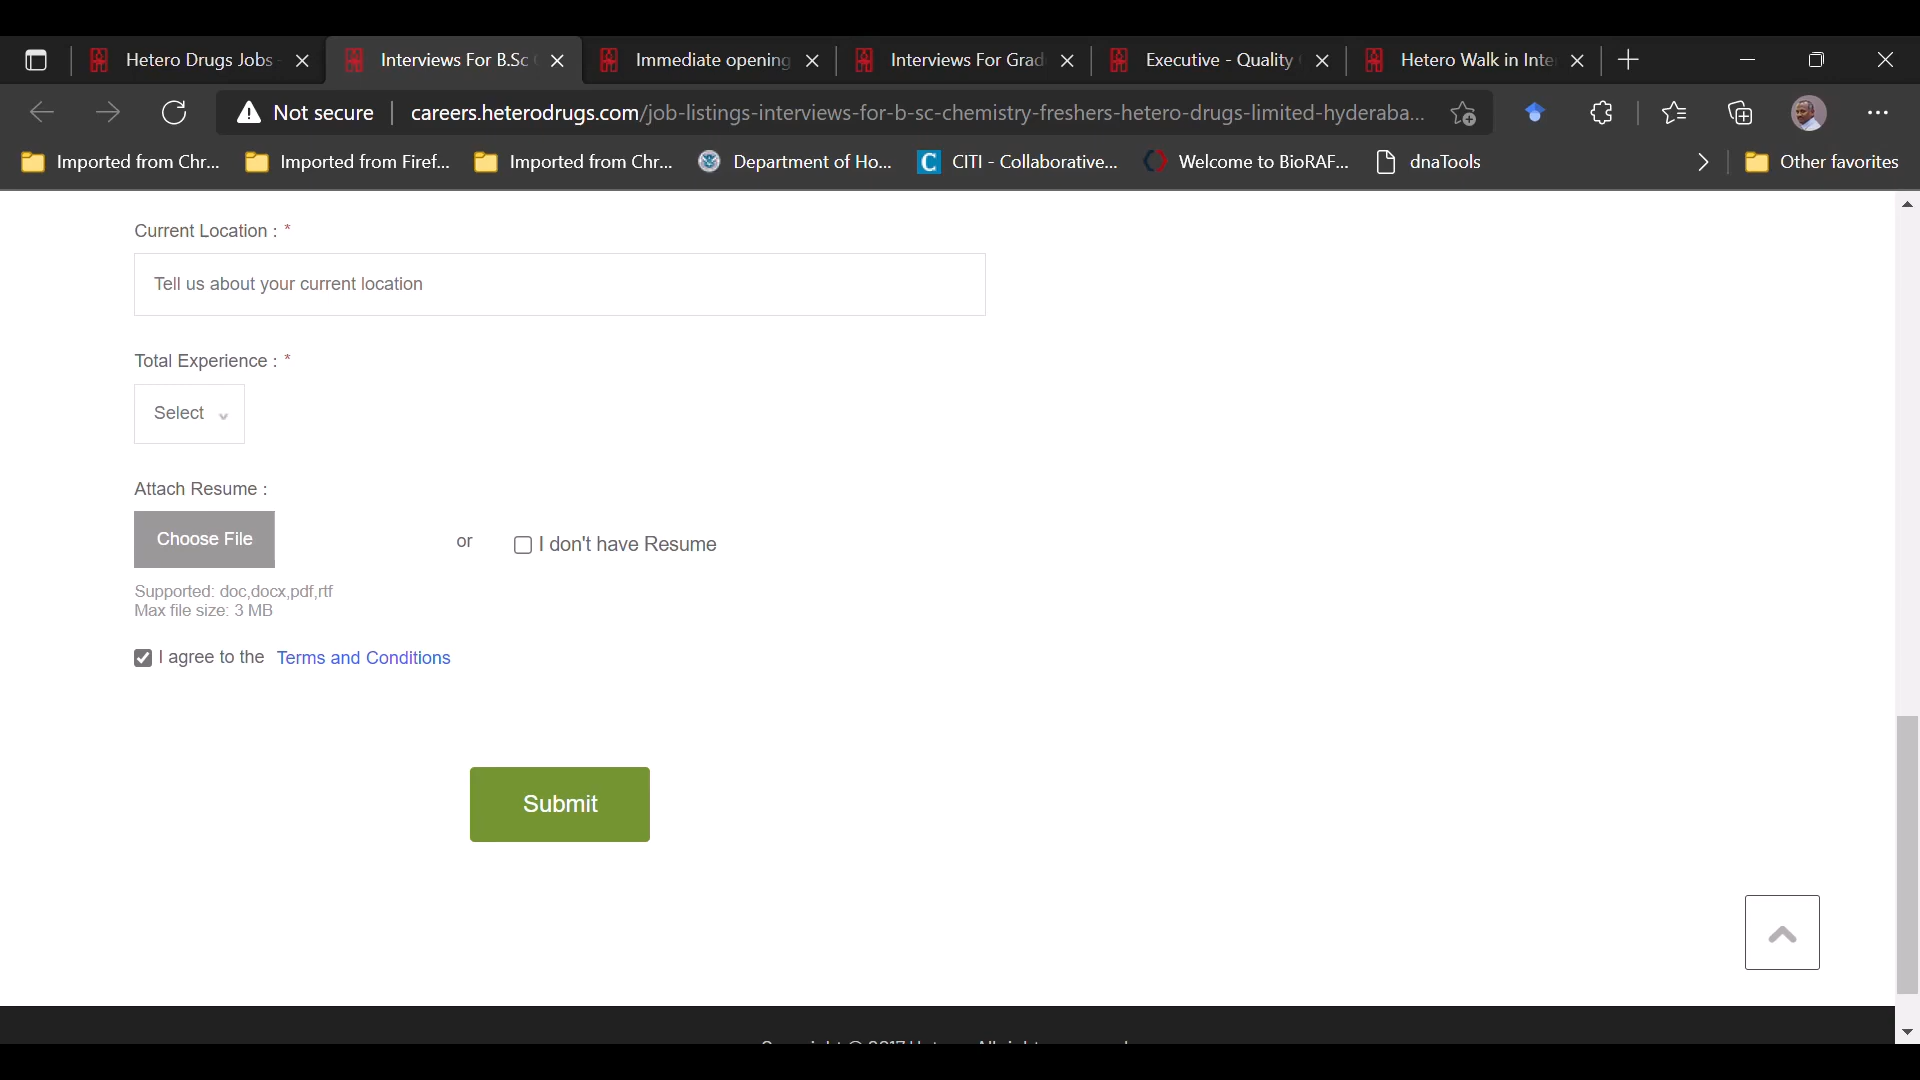 Hetero Drugs Jobs
Interviews For B.Sc
Immediate opening
Interviews For Grad
Executive - Quality
Hetero Walk in Inte
Not secure
careers.heterodrugs.com/job-listings-interviews-for-b-sc-chemistry-freshers-hetero-drugs-limited-hyderaba...
Imported from Chr...
Imported from Firef...
Imported from Chr...
Department of Ho...
C CITI - Collaborative...
Welcome to BioRAF...
dnaTools
Other favorites
Current Location : *
Tell us about your current location
Total Experience : *
Select
Attach Resume :
Choose File
or
I don't have Resume
Supported: doc,docx,pdf,rtf
Max file size: 3 MB
I agree to the Terms and Conditions
Submit